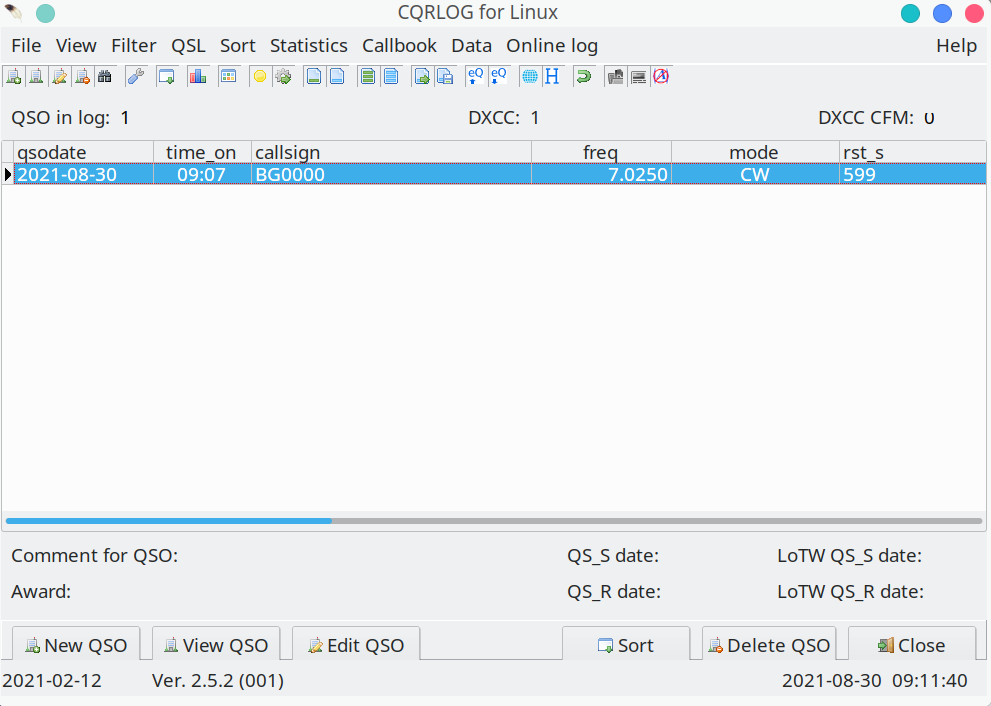 CQRLOG for Linux
File View Filter QSL Sort Statistics Callbook Data Online log Help
eQ eQ H
QSO in log: 1 DXCC: 1 DXCC CFM: 0
qsodate time_on callsign freq mode rst_s
2021-08-30 09:07 BG0000 7.0250 CW 599
Comment for QSO: QS_S date: LoTW QS_S date:
Award: QS_R date: LoTW QS_R date:
New QSO View QSO Edit QSO Sort Delete QSO Close
2021-02-12 Ver. 2.5.2 (001) 2021-08-30 09:11:40